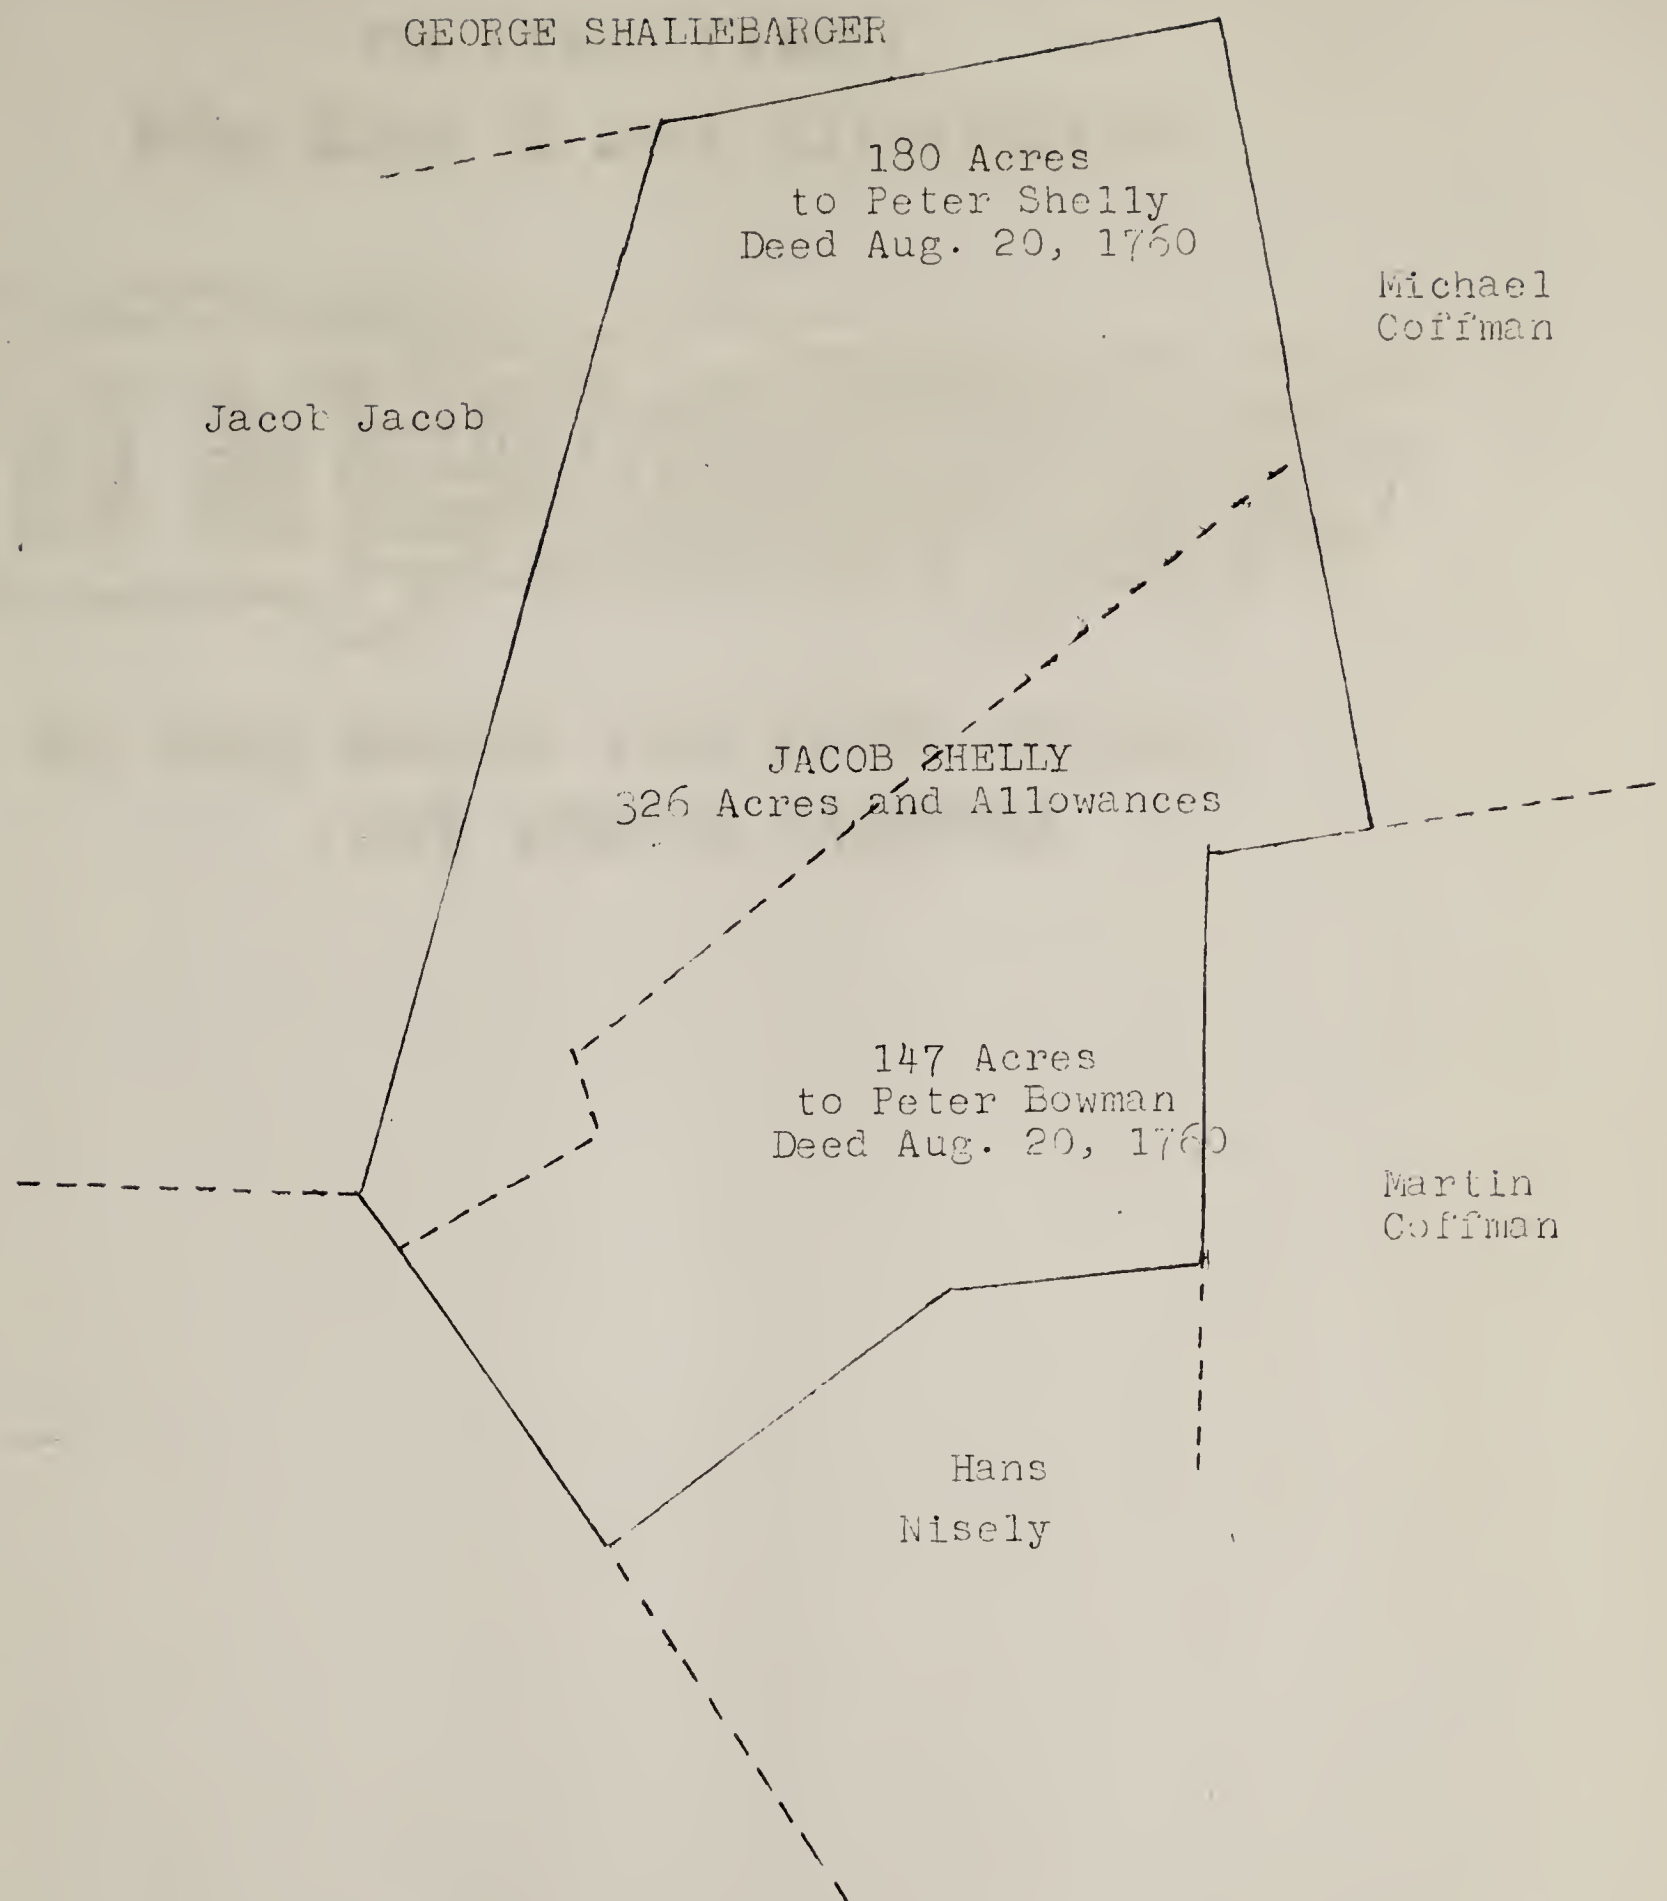 GEORGE SHALLEBARGER
180 Acres
to Peter Shelly
Deed Aug. 20, 1760
Michael
Coffman
Jacob Jacob
JACOB SHELLY
326 Acres and Allowances
147 Acres
to Peter Bowman
Deed Aug. 20, 1760
Martin
Coffman
Hans
Nisely